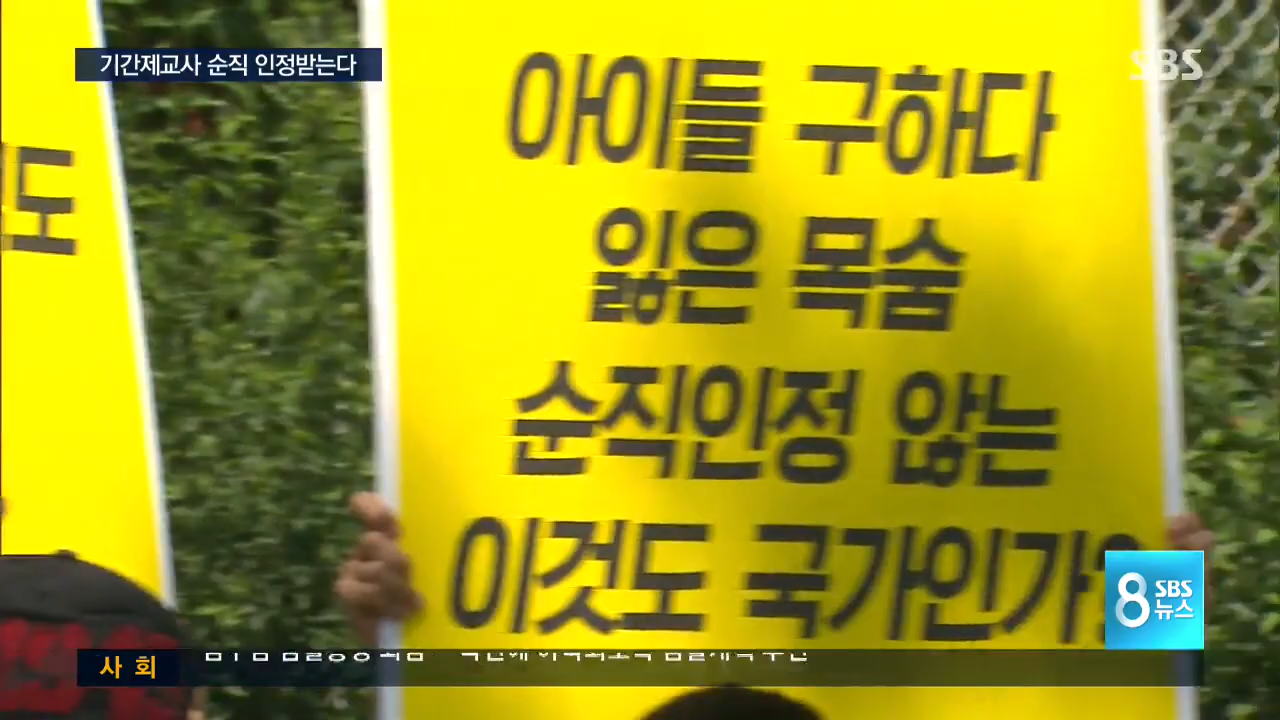 기간제교사 순직 인정받는다
SBS
아이들 구하다
잃은 목숨
순직인정 않는
이것도 국가인가?
도
8 SBS 뉴스
사회